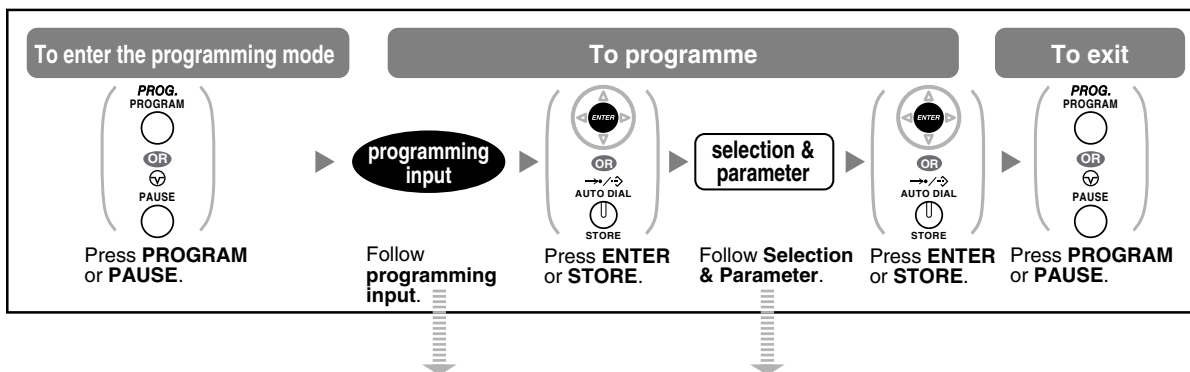 To enter the programming mode
To programme
To exit
PROG.
PROGRAM
OR
PAUSE
Press PROGRAM
or PAUSE.
programming
input
Follow
programming
input.
ENTER
OR
AUTO DIAL
STORE
Press ENTER
or STORE.
selection &
parameter
Follow Selection
& Parameter.
ENTER
OR
AUTO DIAL
STORE
Press ENTER
or STORE.
PROG.
PROGRAM
OR
PAUSE
Press PROGRAM
or PAUSE.